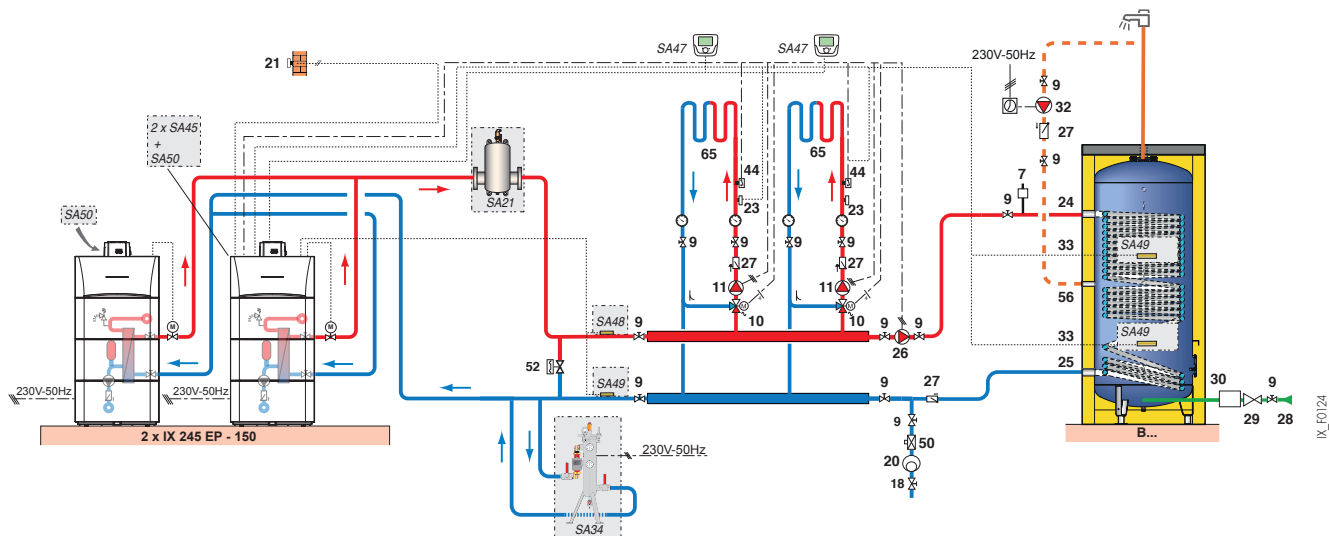 SA47
SA47
21
230V-50Hz
9
32
27
9
2 x SA45
+
SA50
SA21
65
65
44
44
23
23
7
9
24
33
SA49
56
SA49
33
25
SA50
9
9
9
9
27
27
11
11
M
M
10
10
M
M
SA48
9
9
9
26
52
SA49
9
9
27
9
50
20
18
30
9
29
28
230V-50Hz
230V-50Hz
2 x IX 245 EP - 150
230V-50Hz
SA34
B...
IX_F0124